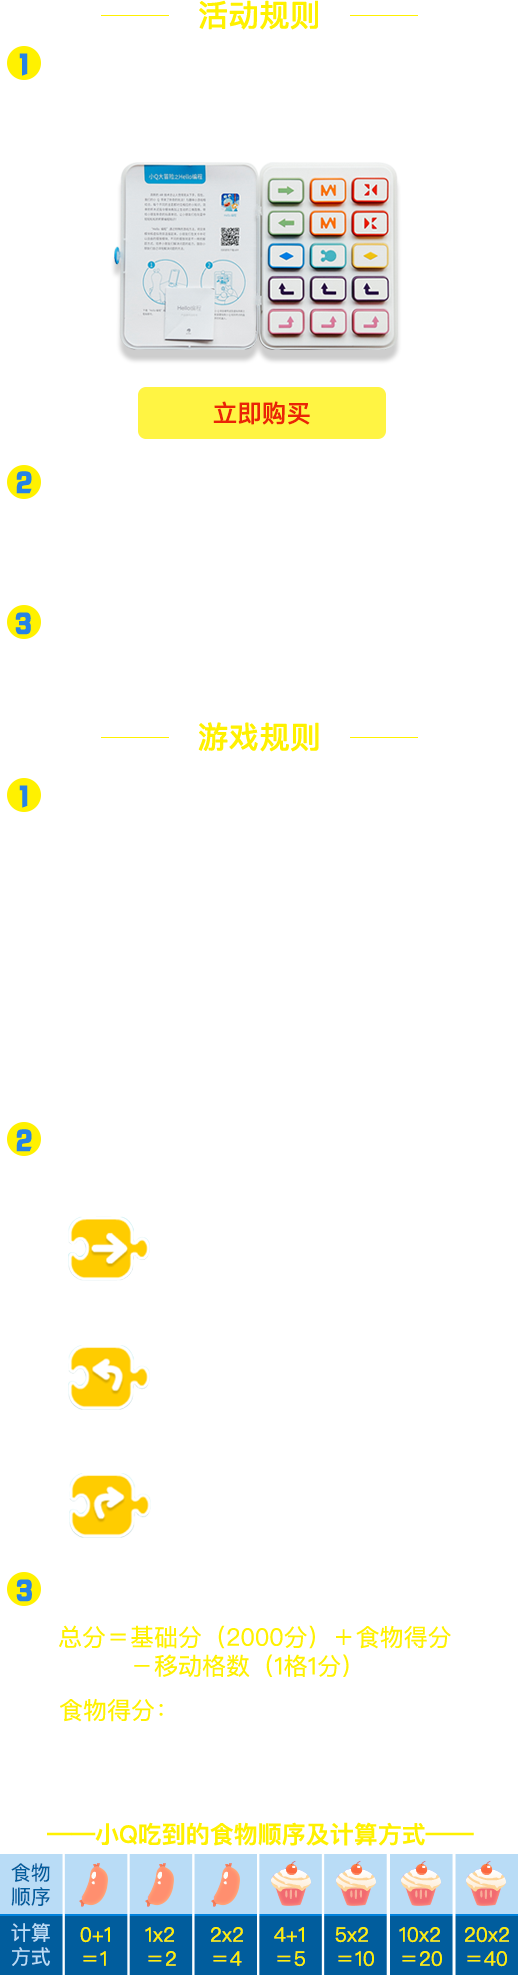 活动规则
1
小Q大冒险之Hello编程
Hello编程
立即购买
2
3
游戏规则
1
2
3
总分＝基础分（2000分）＋食物得分
－移动格数（1格1分）
食物得分：
——小Q吃到的食物顺序及计算方式——
食物
顺序
计算
方式
0+1
=1
1x2
=2
2x2
=4
4+1
=5
5x2
=10
10x2
=20
20x2
=40